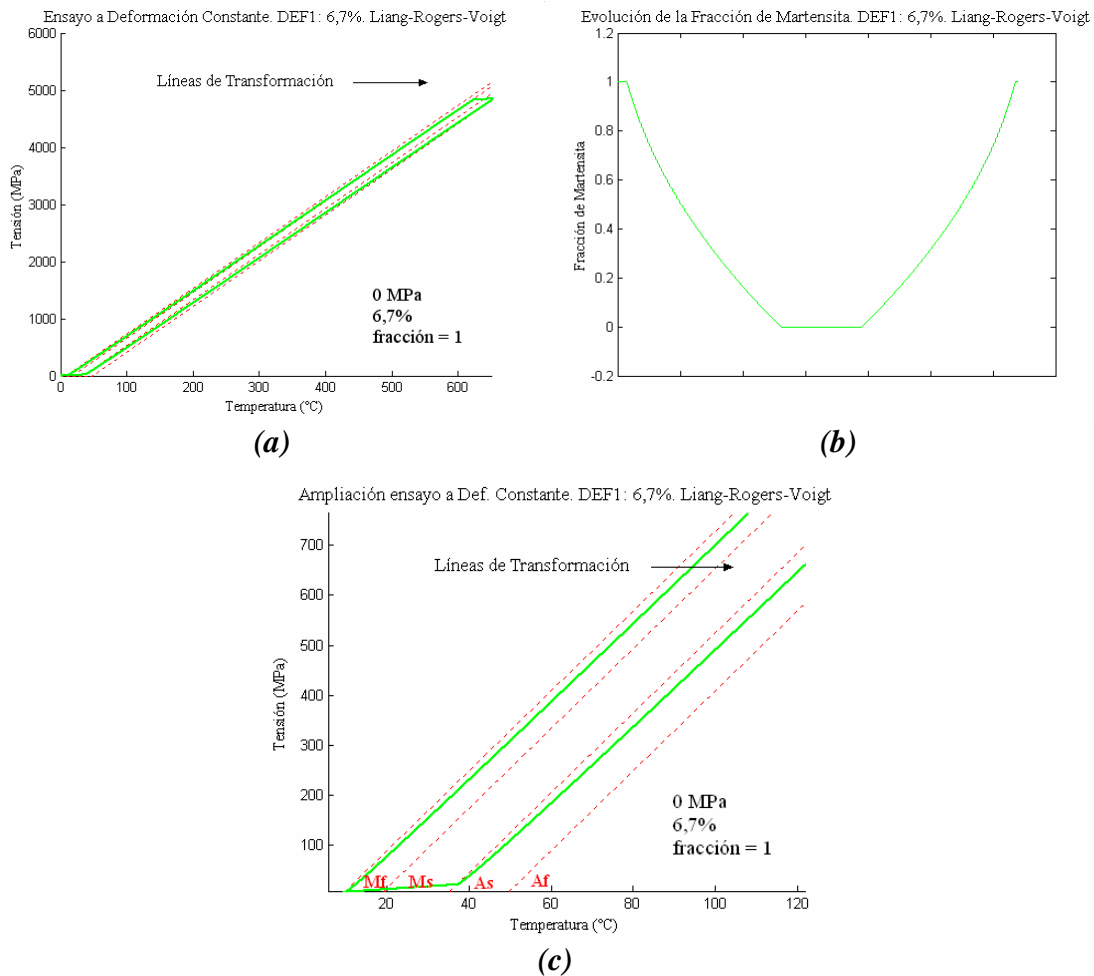 Ensayo a Deformación Constante. DEF1: 6,7%. Liang-Rogers-Voigt
6000
5000
4000
3000
2000
1000
0
Tensión (MPa)
Líneas de Transformación
0 MPa
6,7%
fracción = 1
0 100 200 300 400 500 600
Temperatura (°C)
(a)
Evolución de la Fracción de Martensita. DEF1: 6,7%. Liang-Rogers-Voigt
1.2
1
0.8
0.6
0.4
0.2
0
-0.2
Fracción de Martensita
(b)
Ampliación ensayo a Def. Constante. DEF1: 6,7%. Liang-Rogers-Voigt
700
600
500
400
300
200
100
Tensión (MPa)
Líneas de Transformación
0 MPa
6,7%
fracción = 1
Mf Ms As Af
20 40 60 80 100 120
Temperatura (°C)
(c)